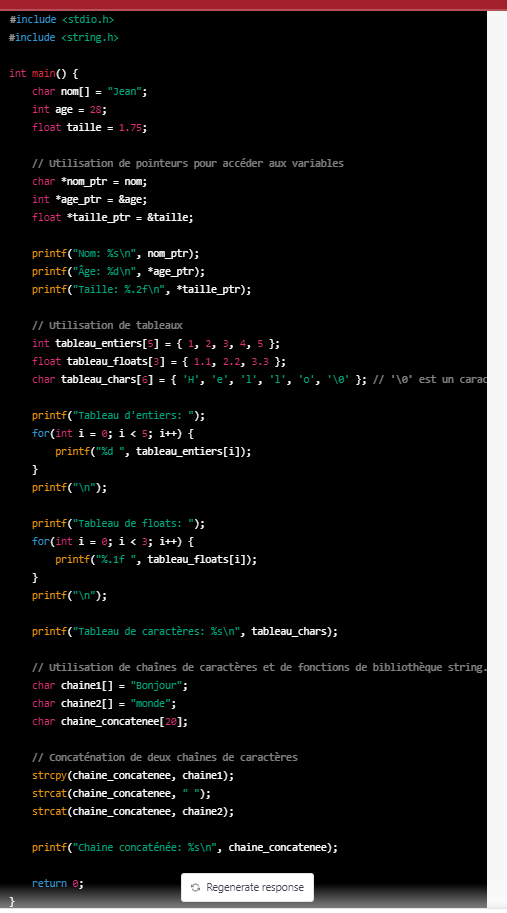 #include <stdio.h>
#include <string.h>

int main() {
    char nom[] = "Jean";
    int age = 28;
    float taille = 1.75;

    // Utilisation de pointeurs pour accéder aux variables
    char *nom_ptr = nom;
    int *age_ptr = &age;
    float *taille_ptr = &taille;

    printf("Nom: %s\n", nom_ptr);
    printf("Âge: %d\n", *age_ptr);
    printf("Taille: %.2f\n", *taille_ptr);

    // Utilisation de tableaux
    int tableau_entiers[5] = { 1, 2, 3, 4, 5 };
    float tableau_floats[3] = { 1.1, 2.2, 3.3 };
    char tableau_chars[6] = { 'H', 'e', 'l', 'l', 'o', '\0' }; // '\0' est un carac

    printf("Tableau d'entiers: ");
    for(int i = 0; i < 5; i++) {
        printf("%d ", tableau_entiers[i]);
    }
    printf("\n");

    printf("Tableau de floats: ");
    for(int i = 0; i < 3; i++) {
        printf("%.1f ", tableau_floats[i]);
    }
    printf("\n");

    printf("Tableau de caractères: %s\n", tableau_chars);

    // Utilisation de chaînes de caractères et de fonctions de bibliothèque string.
    char chaine1[] = "Bonjour";
    char chaine2[] = "monde";
    char chaine_concatenee[20];

    // Concaténation de deux chaînes de caractères
    strcpy(chaine_concatenee, chaine1);
    strcat(chaine_concatenee, " ");
    strcat(chaine_concatenee, chaine2);

    printf("Chaine concaténée: %s\n", chaine_concatenee);

    return 0;
Regenerate response
}